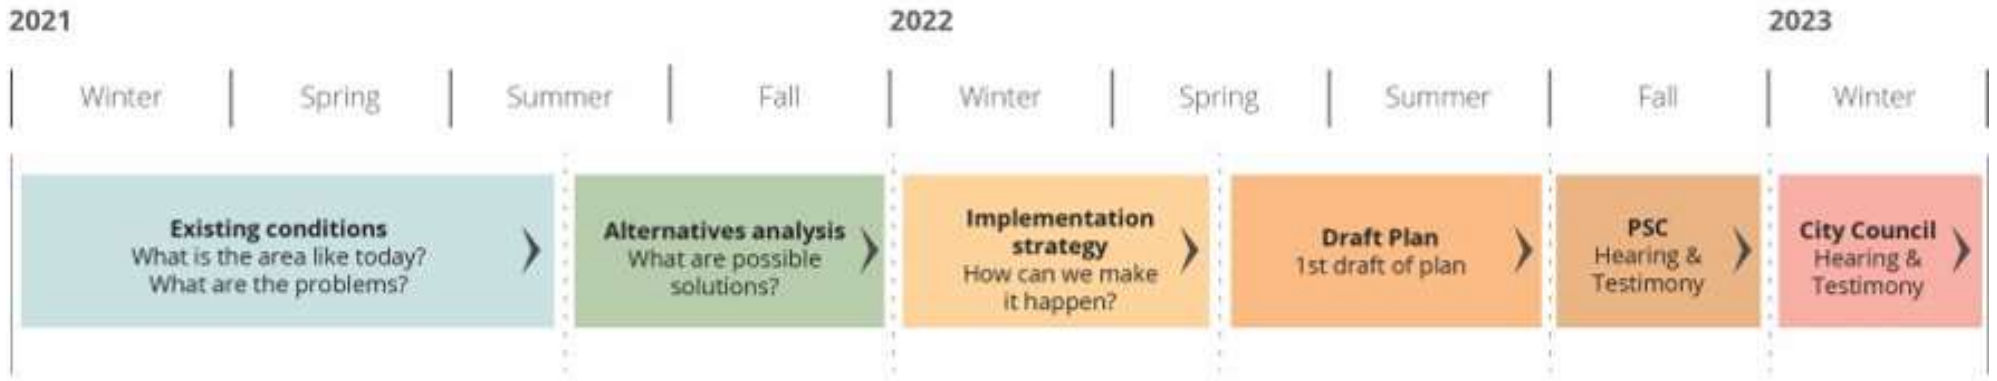 2021 2022 2023
Winter Spring Summer Fall Winter Spring Summer Fall Winter
Existing conditions
What is the area like today?
What are the problems?
Alternatives analysis
What are possible
solutions?
Implementation
strategy
How can we make
it happen?
Draft Plan
1st draft of plan
PSC
Hearing &
Testimony
City Council
Hearing &
Testimony